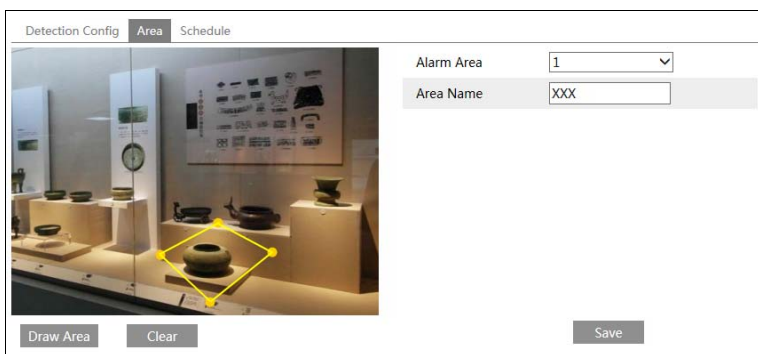 Detection Config Area Schedule
Alarm Area 1
Area Name XXX
Draw Area Clear
Save